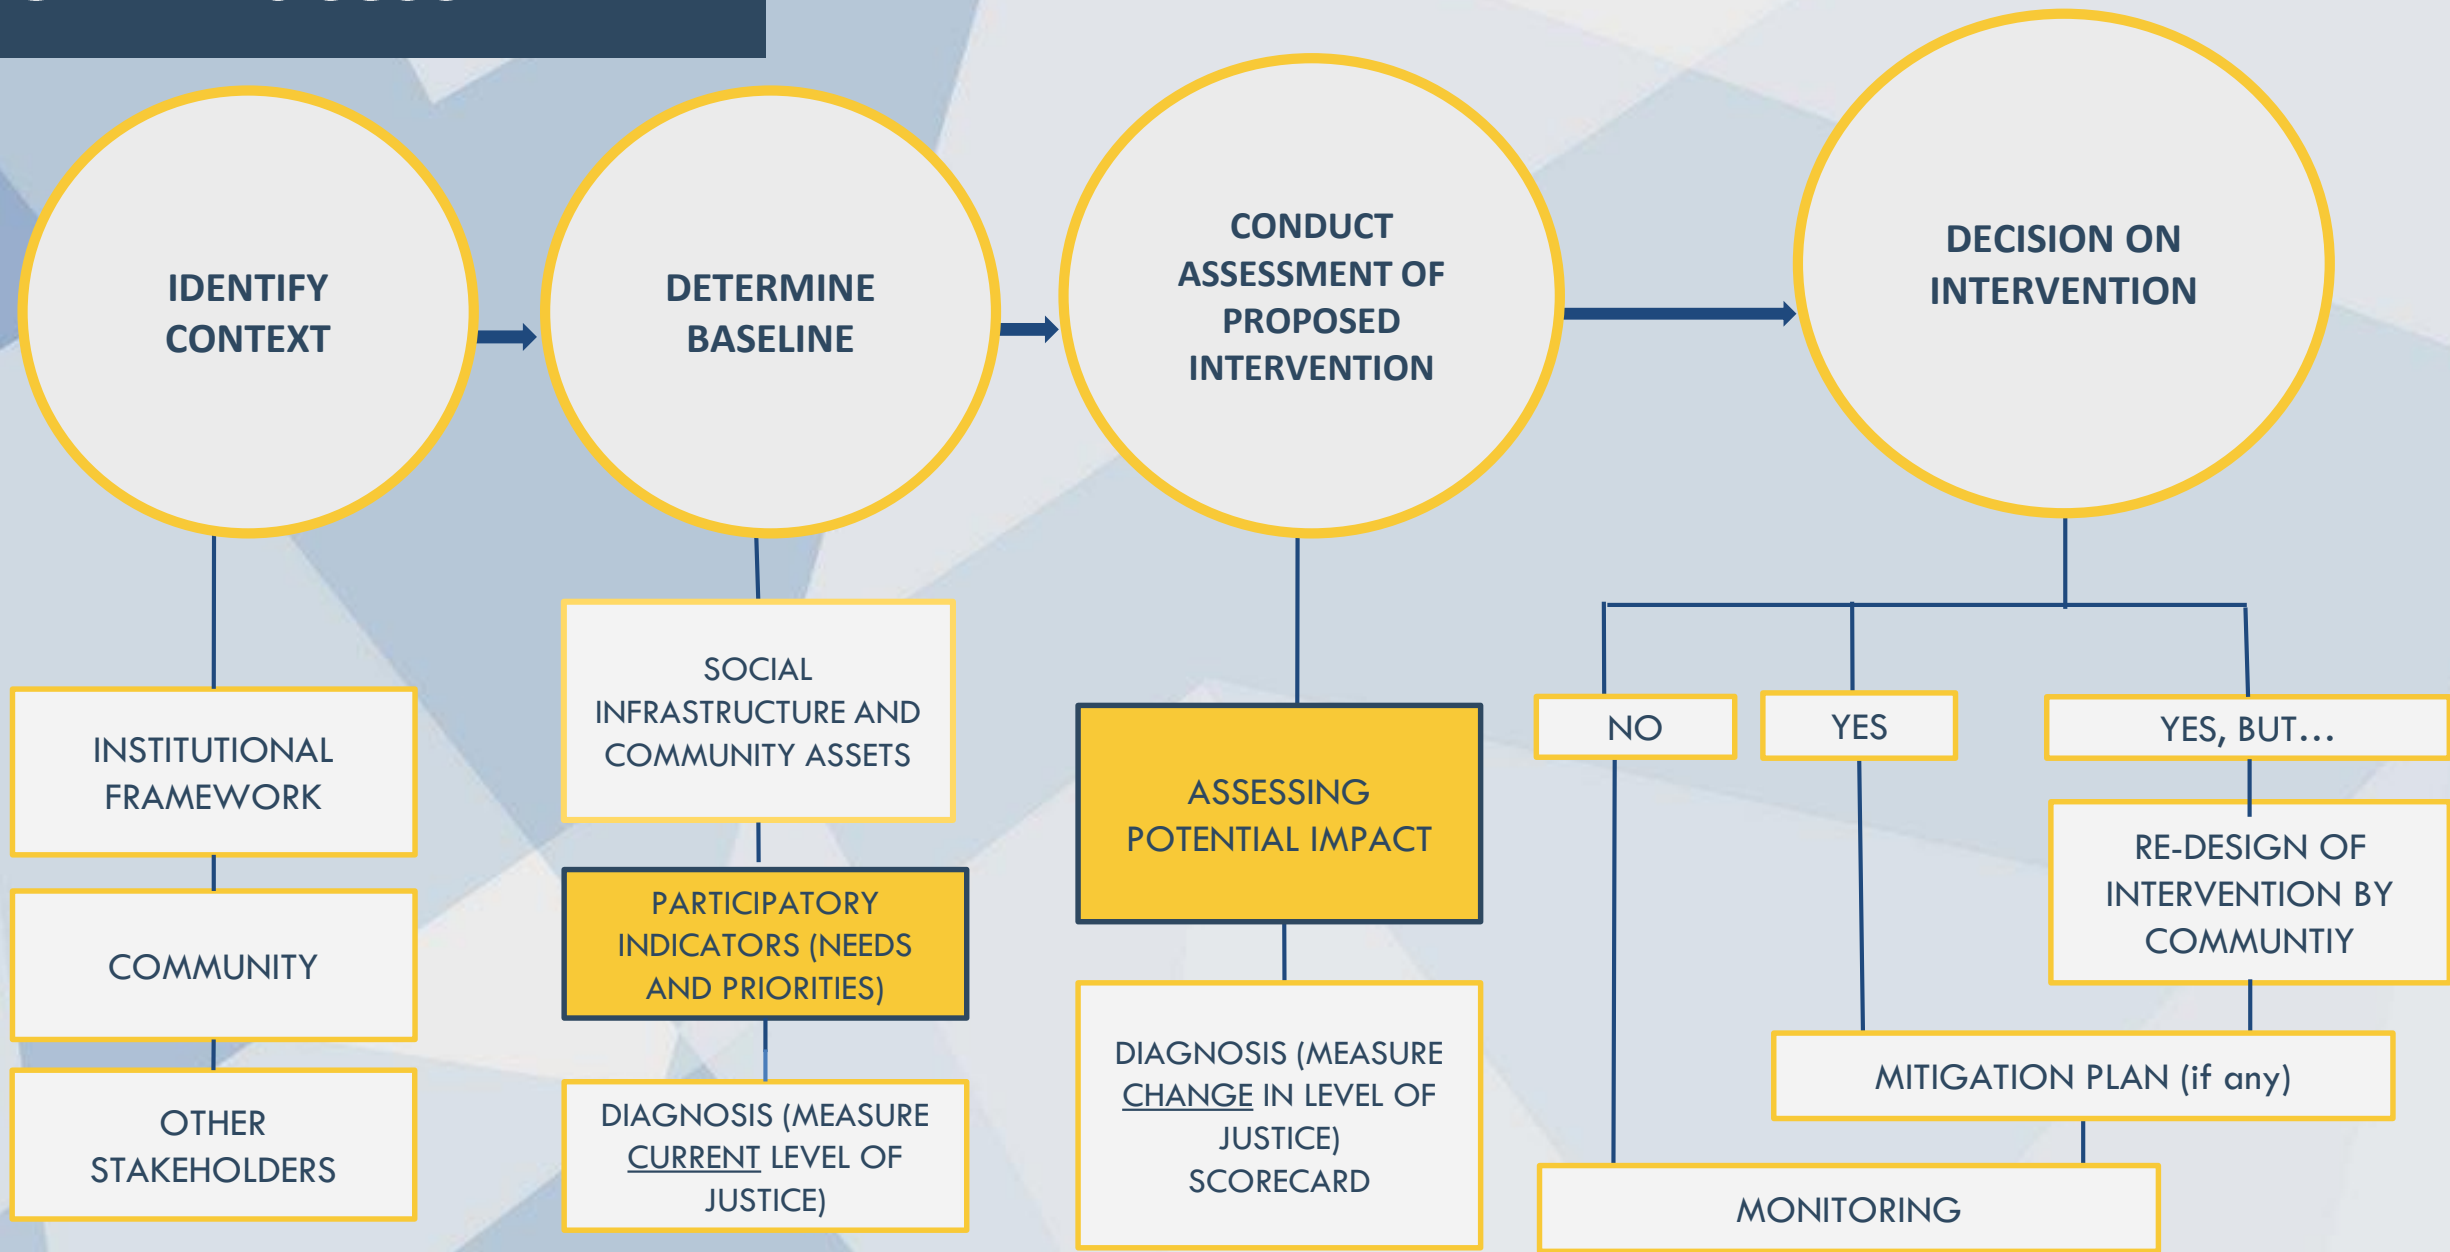 IDENTIFY
CONTEXT
DETERMINE
BASELINE
CONDUCT
ASSESSMENT OF
PROPOSED
INTERVENTION
DECISION ON
INTERVENTION
INSTITUTIONAL
FRAMEWORK
COMMUNITY
OTHER
STAKEHOLDERS
SOCIAL
INFRASTRUCTURE AND
COMMUNITY ASSETS
PARTICIPATORY
INDICATORS (NEEDS
AND PRIORITIES)
DIAGNOSIS (MEASURE
CURRENT LEVEL OF
JUSTICE)
ASSESSING
POTENTIAL IMPACT
DIAGNOSIS (MEASURE
CHANGE IN LEVEL OF
JUSTICE)
SCORECARD
NO
YES
YES, BUT...
RE-DESIGN OF
INTERVENTION BY
COMMUNTIY
MITIGATION PLAN (if any)
MONITORING